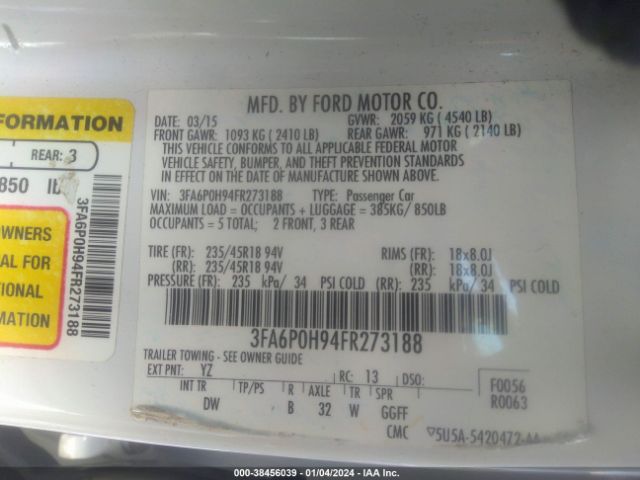 MFD. BY FORD MOTOR CO.
DATE: 03/15 GVWR: 2059 KG ( 4540 LB)
FRONT GAWR: 1093 KG ( 2410 LB) REAR GAWR: 971 KG ( 2140 LB)
THIS VEHICLE CONFORMS TO ALL APPLICABLE FEDERAL MOTOR
VEHICLE SAFETY, BUMPER, AND THEFT PREVENTION STANDARDS
IN EFFECT ON THE DATE OF MANUFACTURE SHOWN ABOVE
VIN: 3FA6P0H94FR273188 TYPE: Passenger Car
MAXIMUM LOAD = OCCUPANTS + LUGGAGE = 385KG/ 850LB
OCCUPANTS = 5 TOTAL; 2 FRONT, 3 REAR
TIRE (FR): 235/45R18 94V RIMS (FR): 18x8.0J
(RR): 235/45R18 94V (RR): 18x8.0J
PRESSURE (FR): 235 kPa/ 34 PSI COLD (RR): 235 kPa/ 34 PSI COLD
3FA6P0H94FR273188
TRAILER TOWING - SEE OWNER GUIDE
EXT PNT: YZ RC: 13 DSO:
INT TR TP/PS R AXLE TR SPR
DW B 32 W GGFF
F0056
R0063
CMC 5U5A-5420472-AA
FORMATION
REAR: 3
850
3FA6P0H94FR273188
OWNERS
AL FOR
TIONAL
MATION
000-38456039 - 01/04/2024 - IAA Inc.